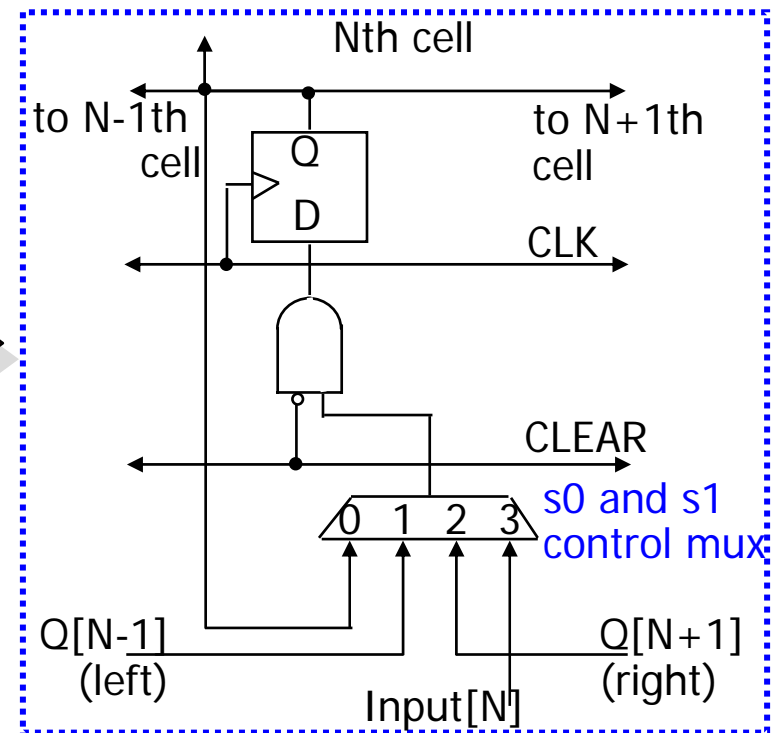 Nth cell
to N-1th
cell
to N+1th
cell
Q
D
CLK
CLEAR
0 1 2 3
s0 and s1
control mux
Q[N-1]
(left)
Q[N+1]
(right)
Input[N]